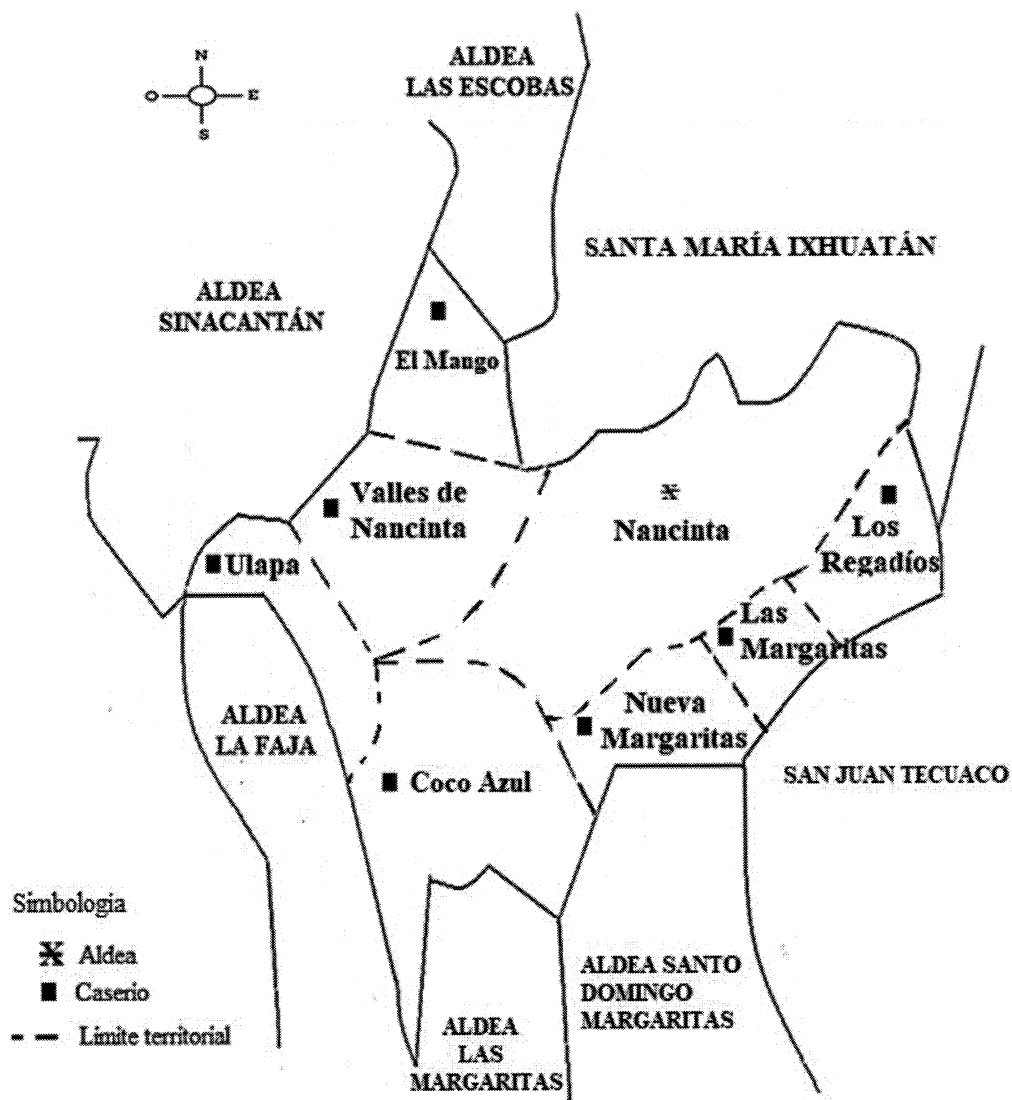 N
O E
S
ALDEA
LAS ESCOBAS
SANTA MARÍA IXHUATÁN
ALDEA
SINACANTÁN
El Mango
Valles de
Nancinta
Nancinta
Los
Regadíos
Ulapa
Las
Margaritas
Nueva
Margaritas
ALDEA
LA FAJA
Coco Azul
SAN JUAN TECUACO
Simbologia
Aldea
Caserio
Limite territorial
ALDEA SANTO
DOMINGO
MARGARITAS
ALDEA
LAS
MARGARITAS